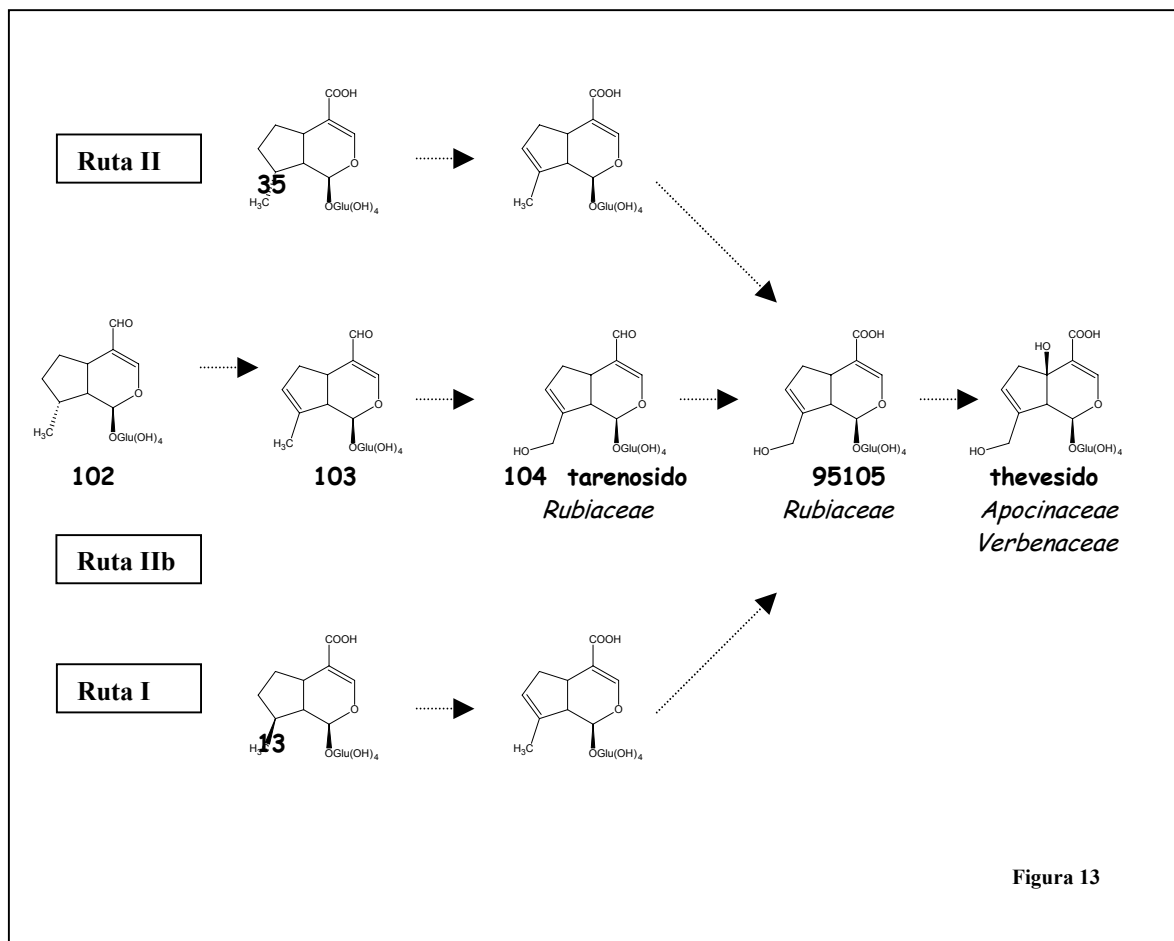 COOH
COOH
Ruta II
O
O
35
H3C
OGlu(OH)4
H3C
OGlu(OH)4
CHO
CHO
CHO
COOH
HO
COOH
O
O
O
O
O
H3C
OGlu(OH)4
H3C
OGlu(OH)4
HO
OGlu(OH)4
HO
OGlu(OH)4
HO
OGlu(OH)4
102
103
104 tarenosido
95105
thevesido
Rubiaceae
Rubiaceae
Apocinaceae
Verbenaceae
Ruta IIb
COOH
COOH
Ruta I
O
O
13
H3C
OGlu(OH)4
H3C
OGlu(OH)4
Figura 13